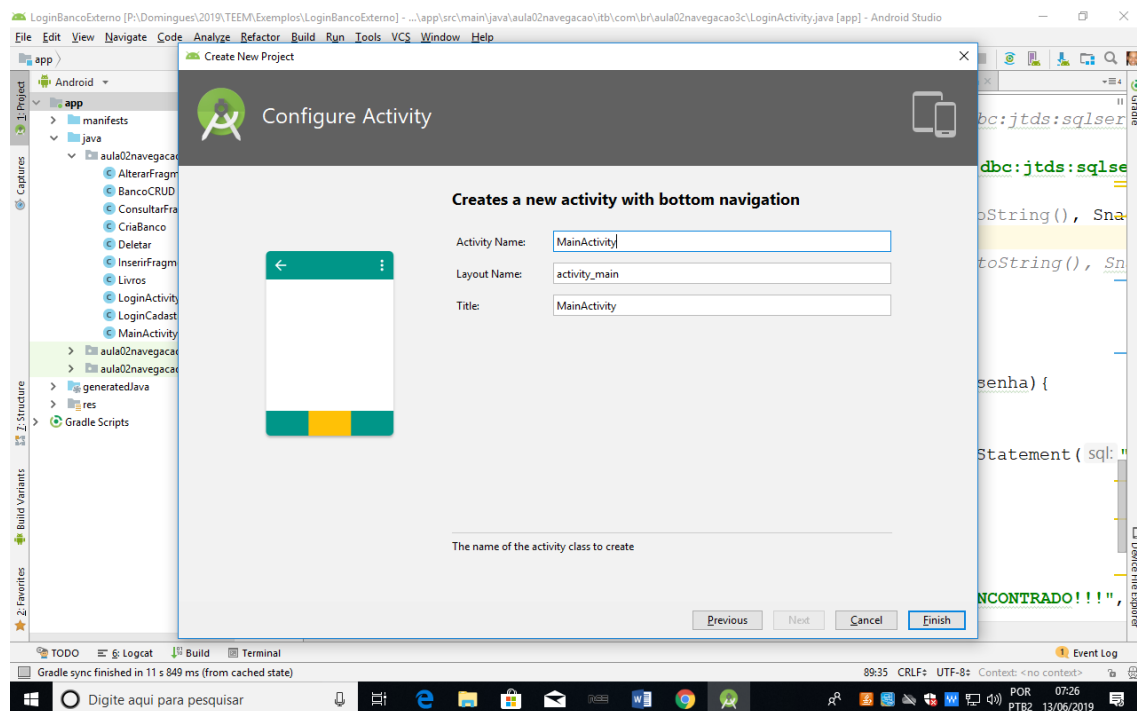 LoginBancoExterno [P:\Domingues\2019\TEEM\Exemplos\LoginBancoExterno] - ...\app\src\main\java\aula02navegacao\itb\com\br\aula02navegacao3c\LoginActivity.java [app] - Android Studio
File Edit View Navigate Code Analyze Refactor Build Run Tools VCS Window Help
app
Create New Project
Android
1: Project
app
Configure Activity
Gradle
manifests
bc:jtds:sqlser
java
aula02navegacao
Captures
AlterarFragm
dbc:jtds:sqlse
BancoCRUD
Creates a new activity with bottom navigation
ConsultarFra
oString(), Sna
CriaBanco
Deletar
Activity Name: MainActivity
InserirFragm
toString(), Sn
Livros
Layout Name: activity_main
LoginActivity
Title: MainActivity
LoginCadast
MainActivity
aula02navegacao
aula02navegacao
generatedJava
senha){
res
Z: Structure
Gradle Scripts
Statement( sql: "
Build Variants
The name of the activity class to create
Device File Explorer
2: Favorites
NCONTRADO!!!",
Previous Next Cancel Finish
TODO 6: Logcat Build Terminal
1 Event Log
Gradle sync finished in 11 s 849 ms (from cached state)
89:35 CRLF÷ UTF-8÷ Context: <no context>
Digite aqui para pesquisar
POR
PTB2
07:26
13/06/2019